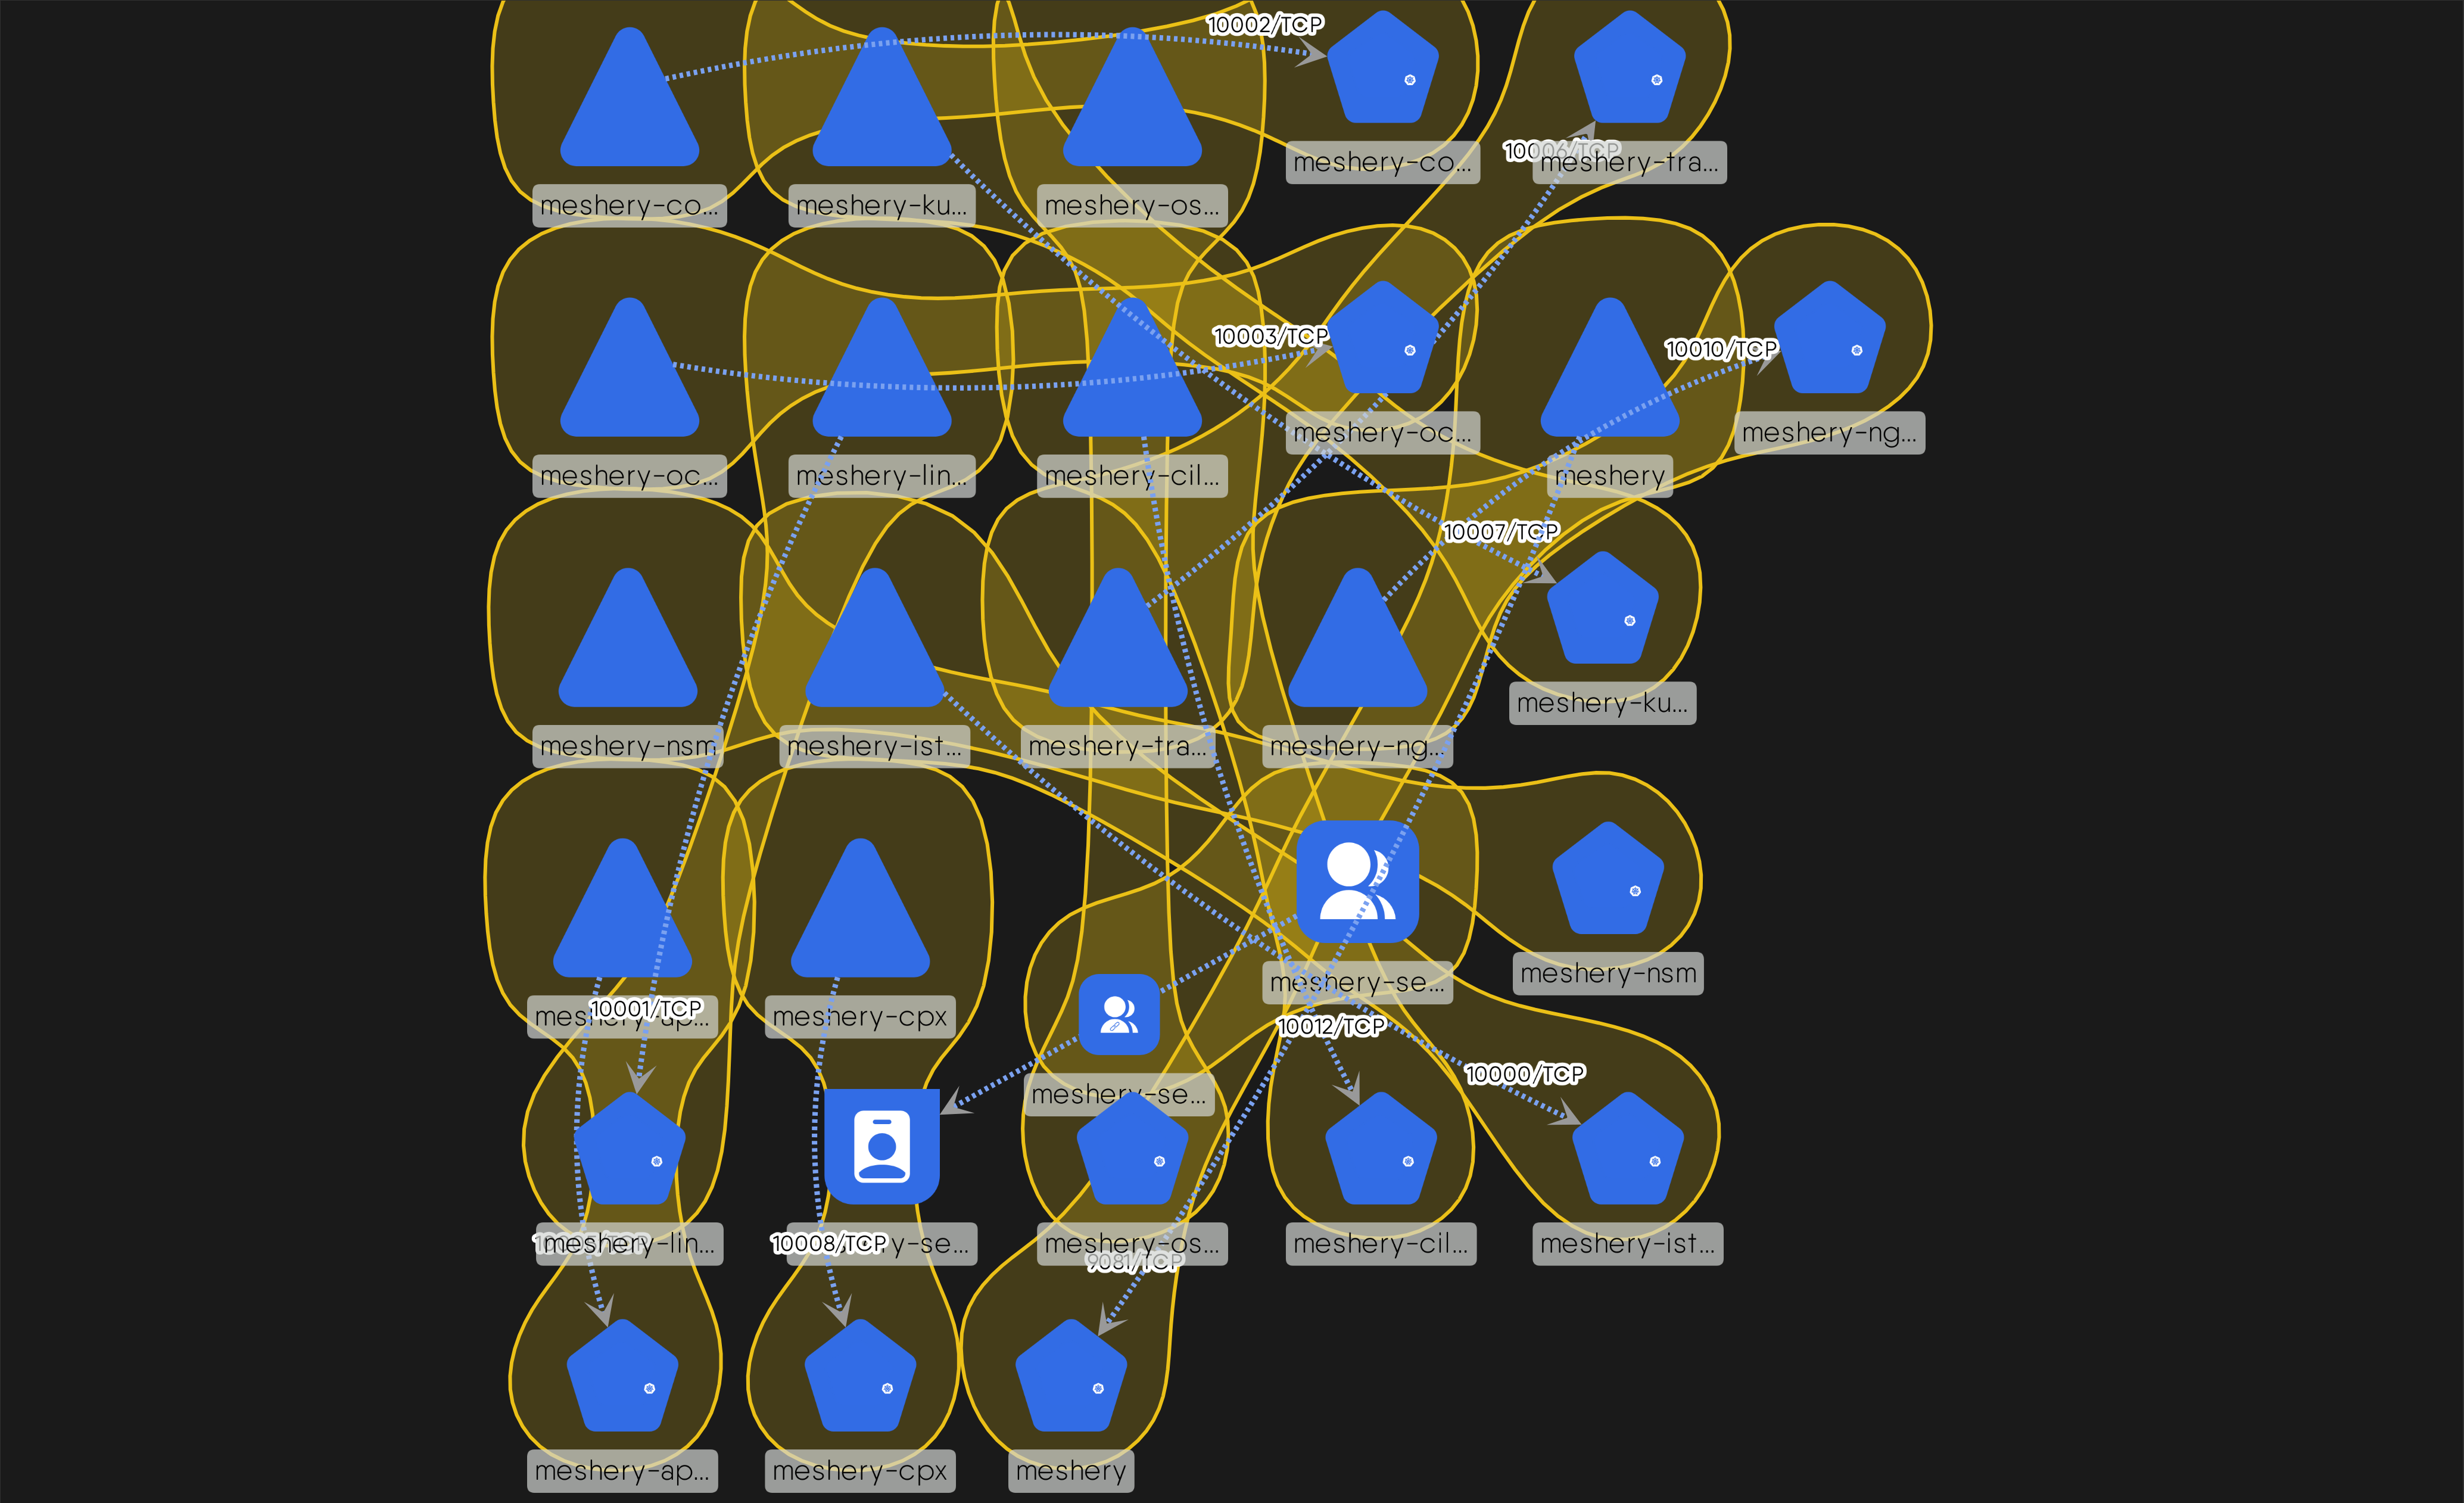 10002/TCP
meshery-co...
meshery-tra...
meshery-co...
meshery-ku...
meshery-os...
10003/TCP
10010/TCP
meshery-oc...
meshery-ng...
meshery-oc...
meshery-lin...
meshery-cil...
meshery
10007/TCP
meshery-ku...
meshery-nsm
meshery-ist...
meshery-tra...
meshery-ng...
meshery-se...
meshery-nsm
10001/TCP
meshery-cpx
10012/TCP
10000/TCP
meshery-se...
meshery-lin...
10008/TCP
y-se...
meshery-os...
meshery-cil...
meshery-ist...
9081/TCP
meshery-ap...
meshery-cpx
meshery